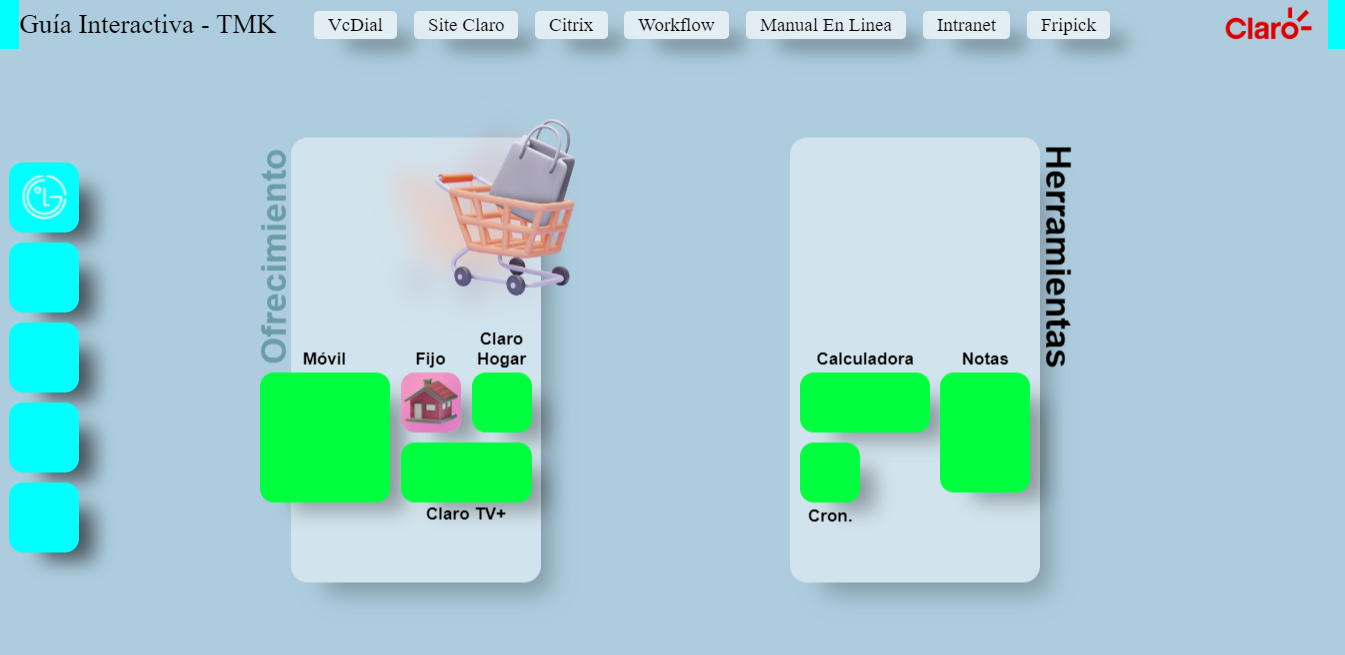 Guía Interactiva - TMK
VcDial
Site Claro
Citrix
Workflow
Manual En Linea
Intranet
Fripick
Claro
Ofrecimiento
Móvil
Fijo
Claro
Hogar
Claro TV+
Herramientas
Calculadora
Notas
Cron.